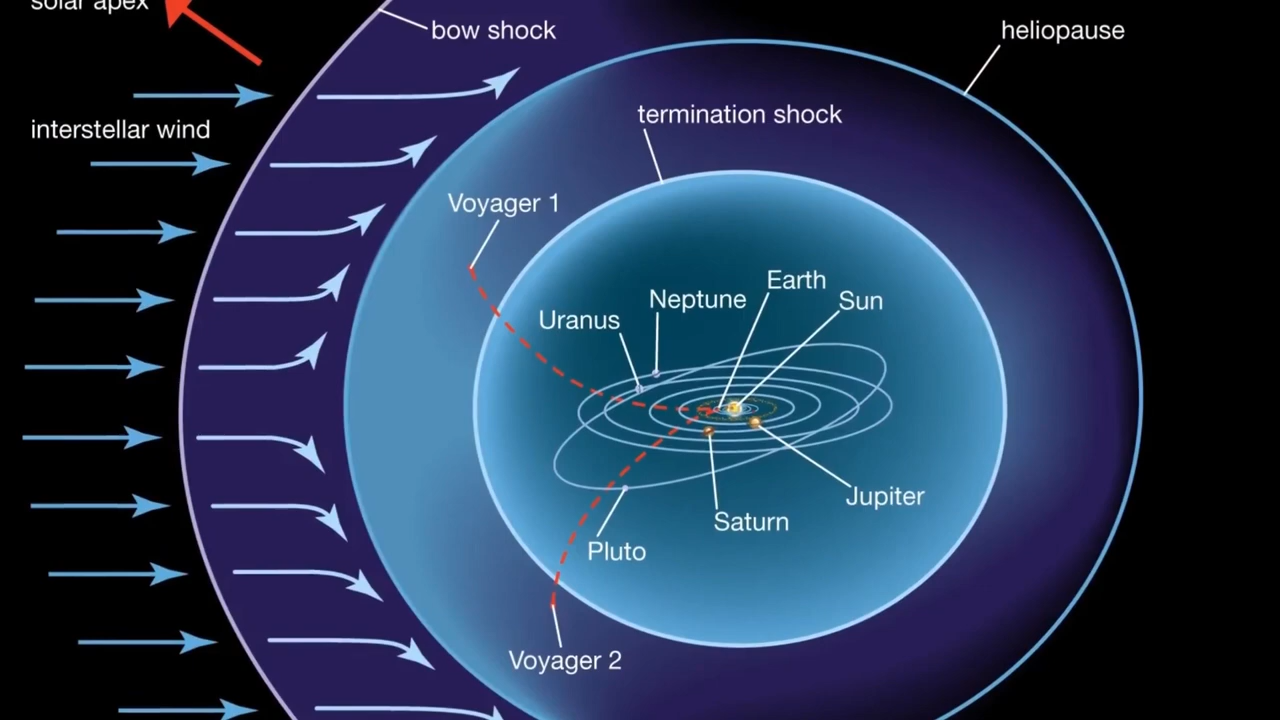 solar apex
bow shock
heliopause
termination shock
interstellar wind
Voyager 1
Earth
Neptune
Sun
Uranus
Jupiter
Saturn
Pluto
Voyager 2